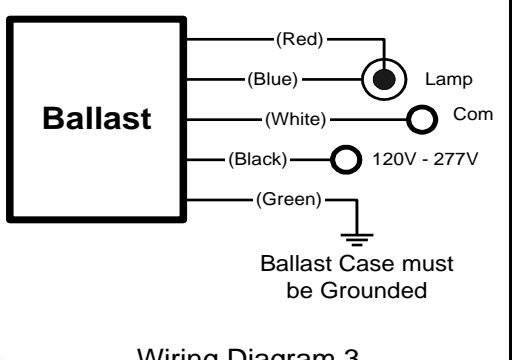 Ballast
(Red)
(Blue)
Lamp
(White)
Com
(Black)
120V - 277V
(Green)
Ballast Case must
be Grounded
Wiring Diagram 3